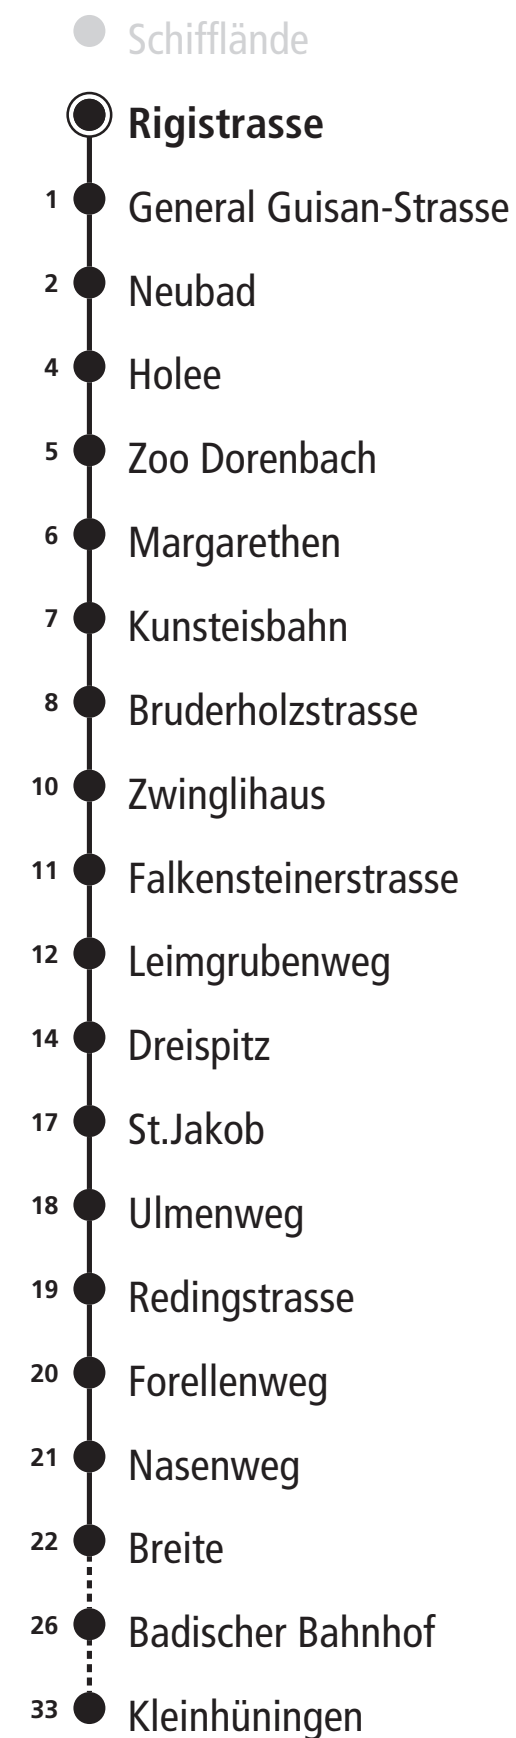 Schifflände
Rigistrasse
1 General Guisan-Strasse
2 Neubad
4 Holee
5 Zoo Dorenbach
6 Margarethen
7 Kunsteisbahn
8 Bruderholzstrasse
10 Zwinglihaus
11 Falkensteinerstrasse
12 Leimgrubenweg
14 Dreispitz
17 St.Jakob
18 Ulmenweg
19 Redingstrasse
20 Forellenweg
21 Nasenweg
22 Breite
26 Badischer Bahnhof
33 Kleinhüningen